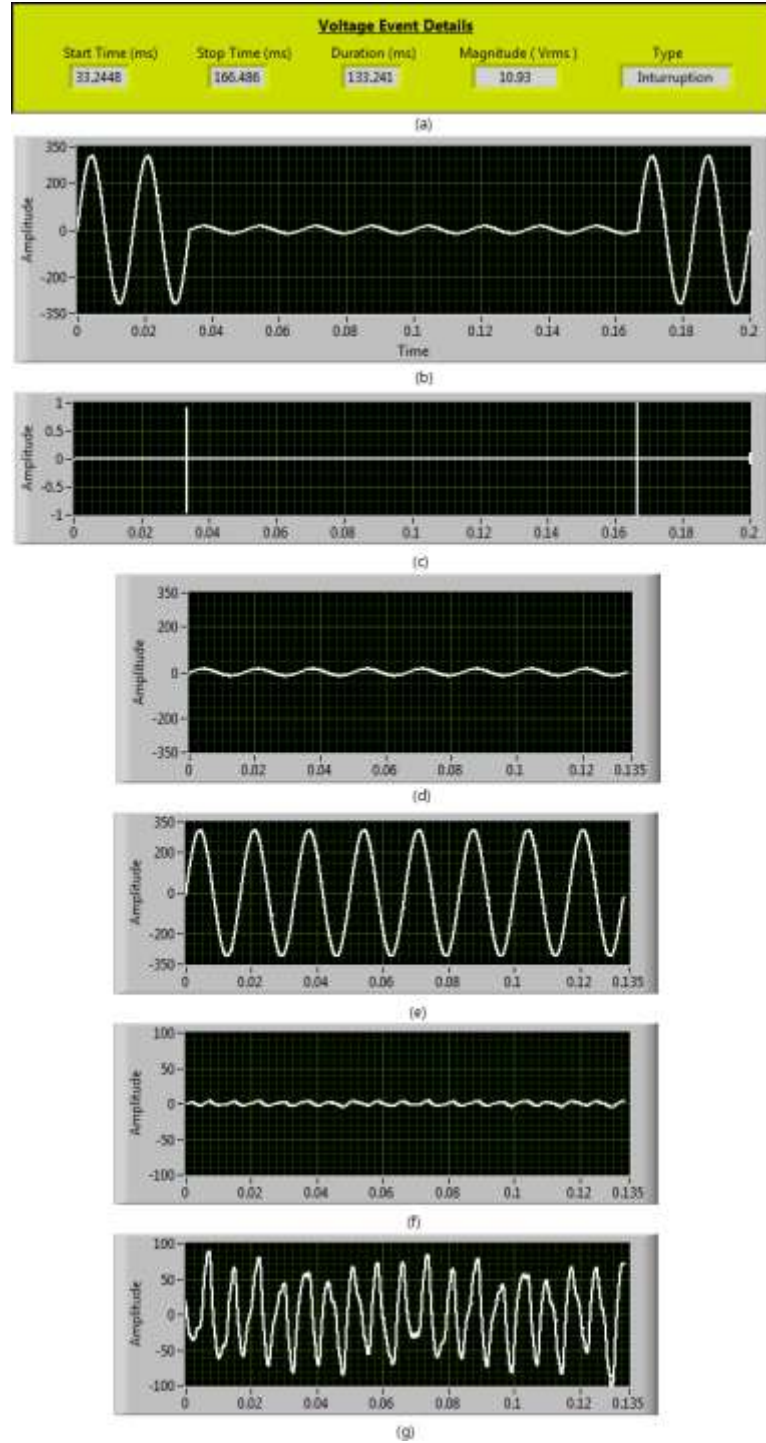 Voltage Event Details
Start Time (ms) Stop Time (ms) Duration (ms) Magnitude ( Vrms ) Type
33.2448 166.486 133.241 10.93 Inturruption
(a)
350
200
0
-200
-350
Amplitude
0 0.02 0.04 0.06 0.08 0.1 0.12 0.14 0.16 0.18 0.2
Time
(b)
1
0.5
0
-0.5
-1
Amplitude
0 0.02 0.04 0.06 0.08 0.1 0.12 0.14 0.16 0.18 0.2
(c)
350
200
0
-200
-350
Amplitude
0 0.02 0.04 0.06 0.08 0.1 0.12 0.135
(d)
350
200
0
-200
-350
Amplitude
0 0.02 0.04 0.06 0.08 0.1 0.12 0.135
(e)
100
50
0
-50
-100
Amplitude
0 0.02 0.04 0.06 0.08 0.1 0.12 0.135
(f)
100
50
0
-50
-100
Amplitude
0 0.02 0.04 0.06 0.08 0.1 0.12 0.135
(g)